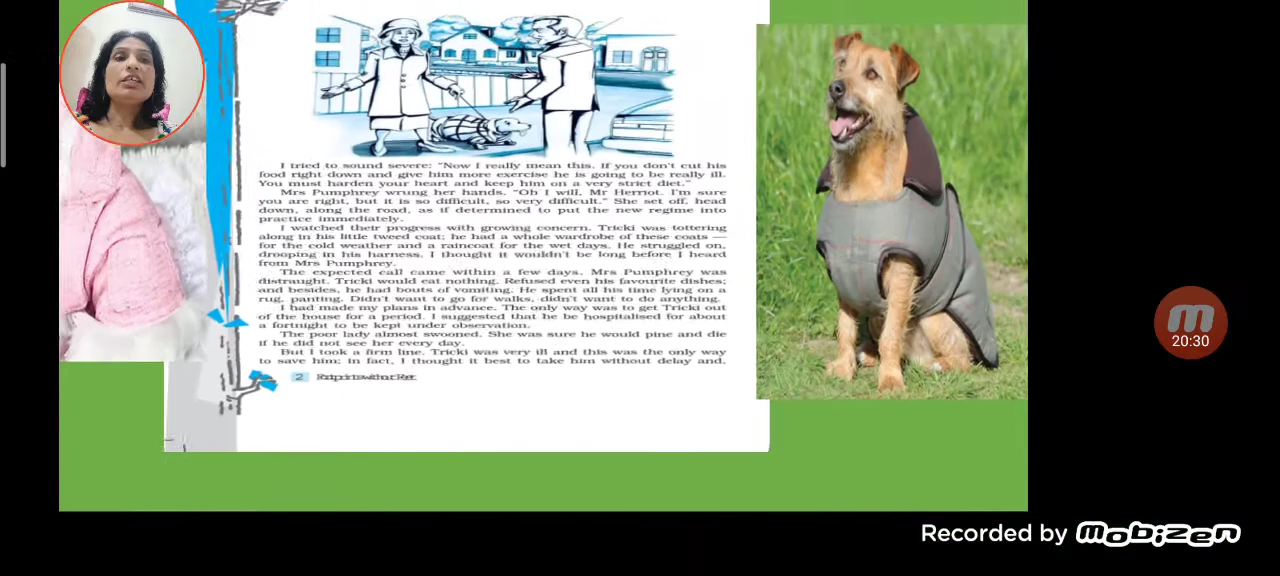 I tried to sound severe: "Now I really mean this. If you don't cut his
food right down and give him more exercise he is going to be really ill.
You must harden your heart and keep him on a very strict diet."
Mrs Pumphrey wrung her hands. "Oh I will, Mr Herriot. I'm sure
you are right, but it is so difficult, so very difficult." She set off, head
down, along the road, as if determined to put the new regime into
practice immediately.
I watched their progress with growing concern. Tricki was tottering
along in his little tweed coat; he had a whole wardrobe of these coats —
for the cold weather and a raincoat for the wet days. He struggled on,
drooping in his harness. I thought it wouldn't be long before I heard
from Mrs Pumphrey.
The expected call came within a few days. Mrs Pumphrey was
distraught. Tricki would eat nothing. Refused even his favourite dishes;
and besides, he had bouts of vomiting. He spent all his time lying on a
rug, panting. Didn't want to go for walks, didn't want to do anything.
I had made my plans in advance. The only way was to get Tricki out
of the house for a period. I suggested that he be hospitalised for about
a fortnight to be kept under observation.
The poor lady almost swooned. She was sure he would pine and die
if he did not see her every day.
But I took a firm line. Tricki was very ill and this was the only way
to save him; in fact, I thought it best to take him without delay and,
2
20:30
Recorded by mobizen